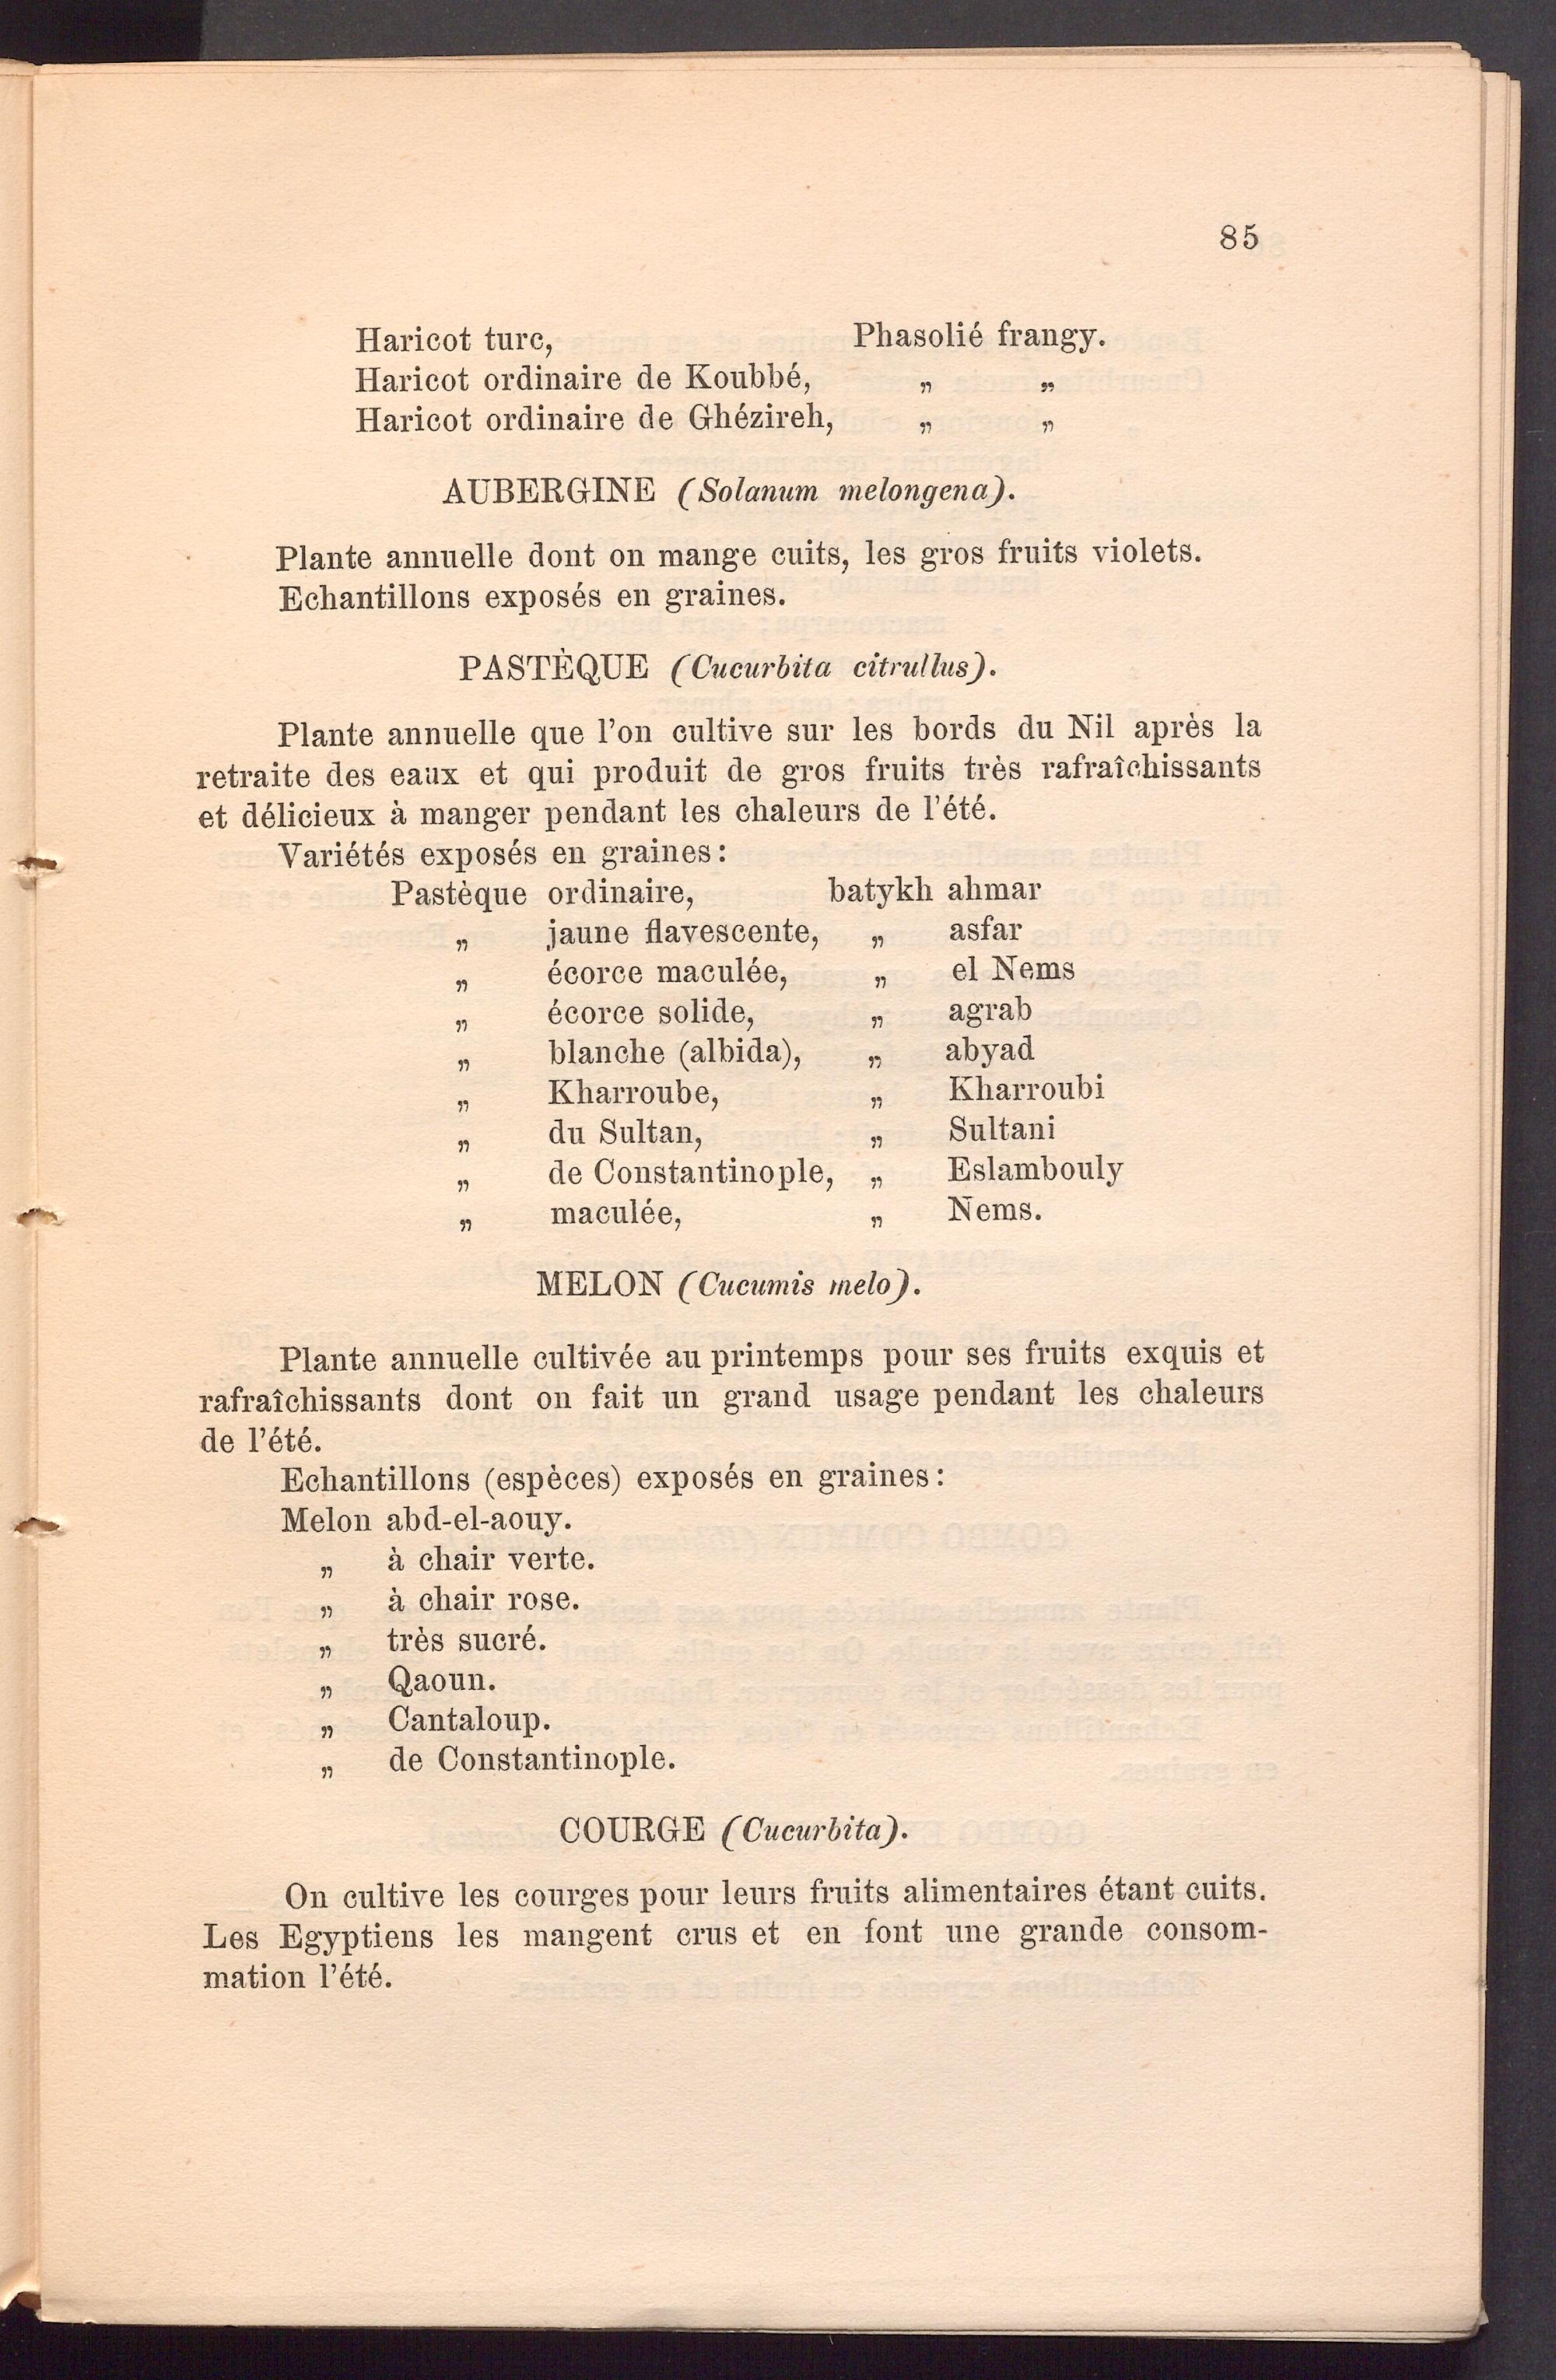 85
Haricot turc, Phasolié frangy.
Haricot ordinaire de Koubbé, „ „
Haricot ordinaire de Ghézireh, „ „
AUBERGINE (Solanum melongena).
Plante annuelle dont on mange cuits, les gros fruits violets.
Echantillons exposés en graines.
PASTÈQUE (Cucurbita citrullus).
Plante annuelle que l'on cultive sur les bords du Nil après la
retraite des eaux et qui produit de gros fruits très rafraîchissants
et délicieux à manger pendant les chaleurs de l'été.
Variétés exposés en graines:
Pastèque ordinaire, batykh ahmar
„ jaune flavescente, „ asfar
„ écorce maculée, „ el Nems
„ écorce solide, „ agrab
„ blanche (albida), „ abyad
„ Kharroube, „ Kharroubi
„ du Sultan, „ Sultani
„ de Constantinople, „ Eslambouly
„ maculée, „ Nems.
MELON (Cucumis melo).
Plante annuelle cultivée au printemps pour ses fruits exquis et
rafraîchissants dont on fait un grand usage pendant les chaleurs
de l'été.
Echantillons (espèces) exposés en graines:
Melon abd-el-aouy.
„ à chair verte.
„ à chair rose.
„ très sucré.
„ Qaoun.
„ Cantaloup.
„ de Constantinople.
COURGE (Cucurbita).
On cultive les courges pour leurs fruits alimentaires étant cuits.
Les Egyptiens les mangent crus et en font une grande consom-
mation l'été.